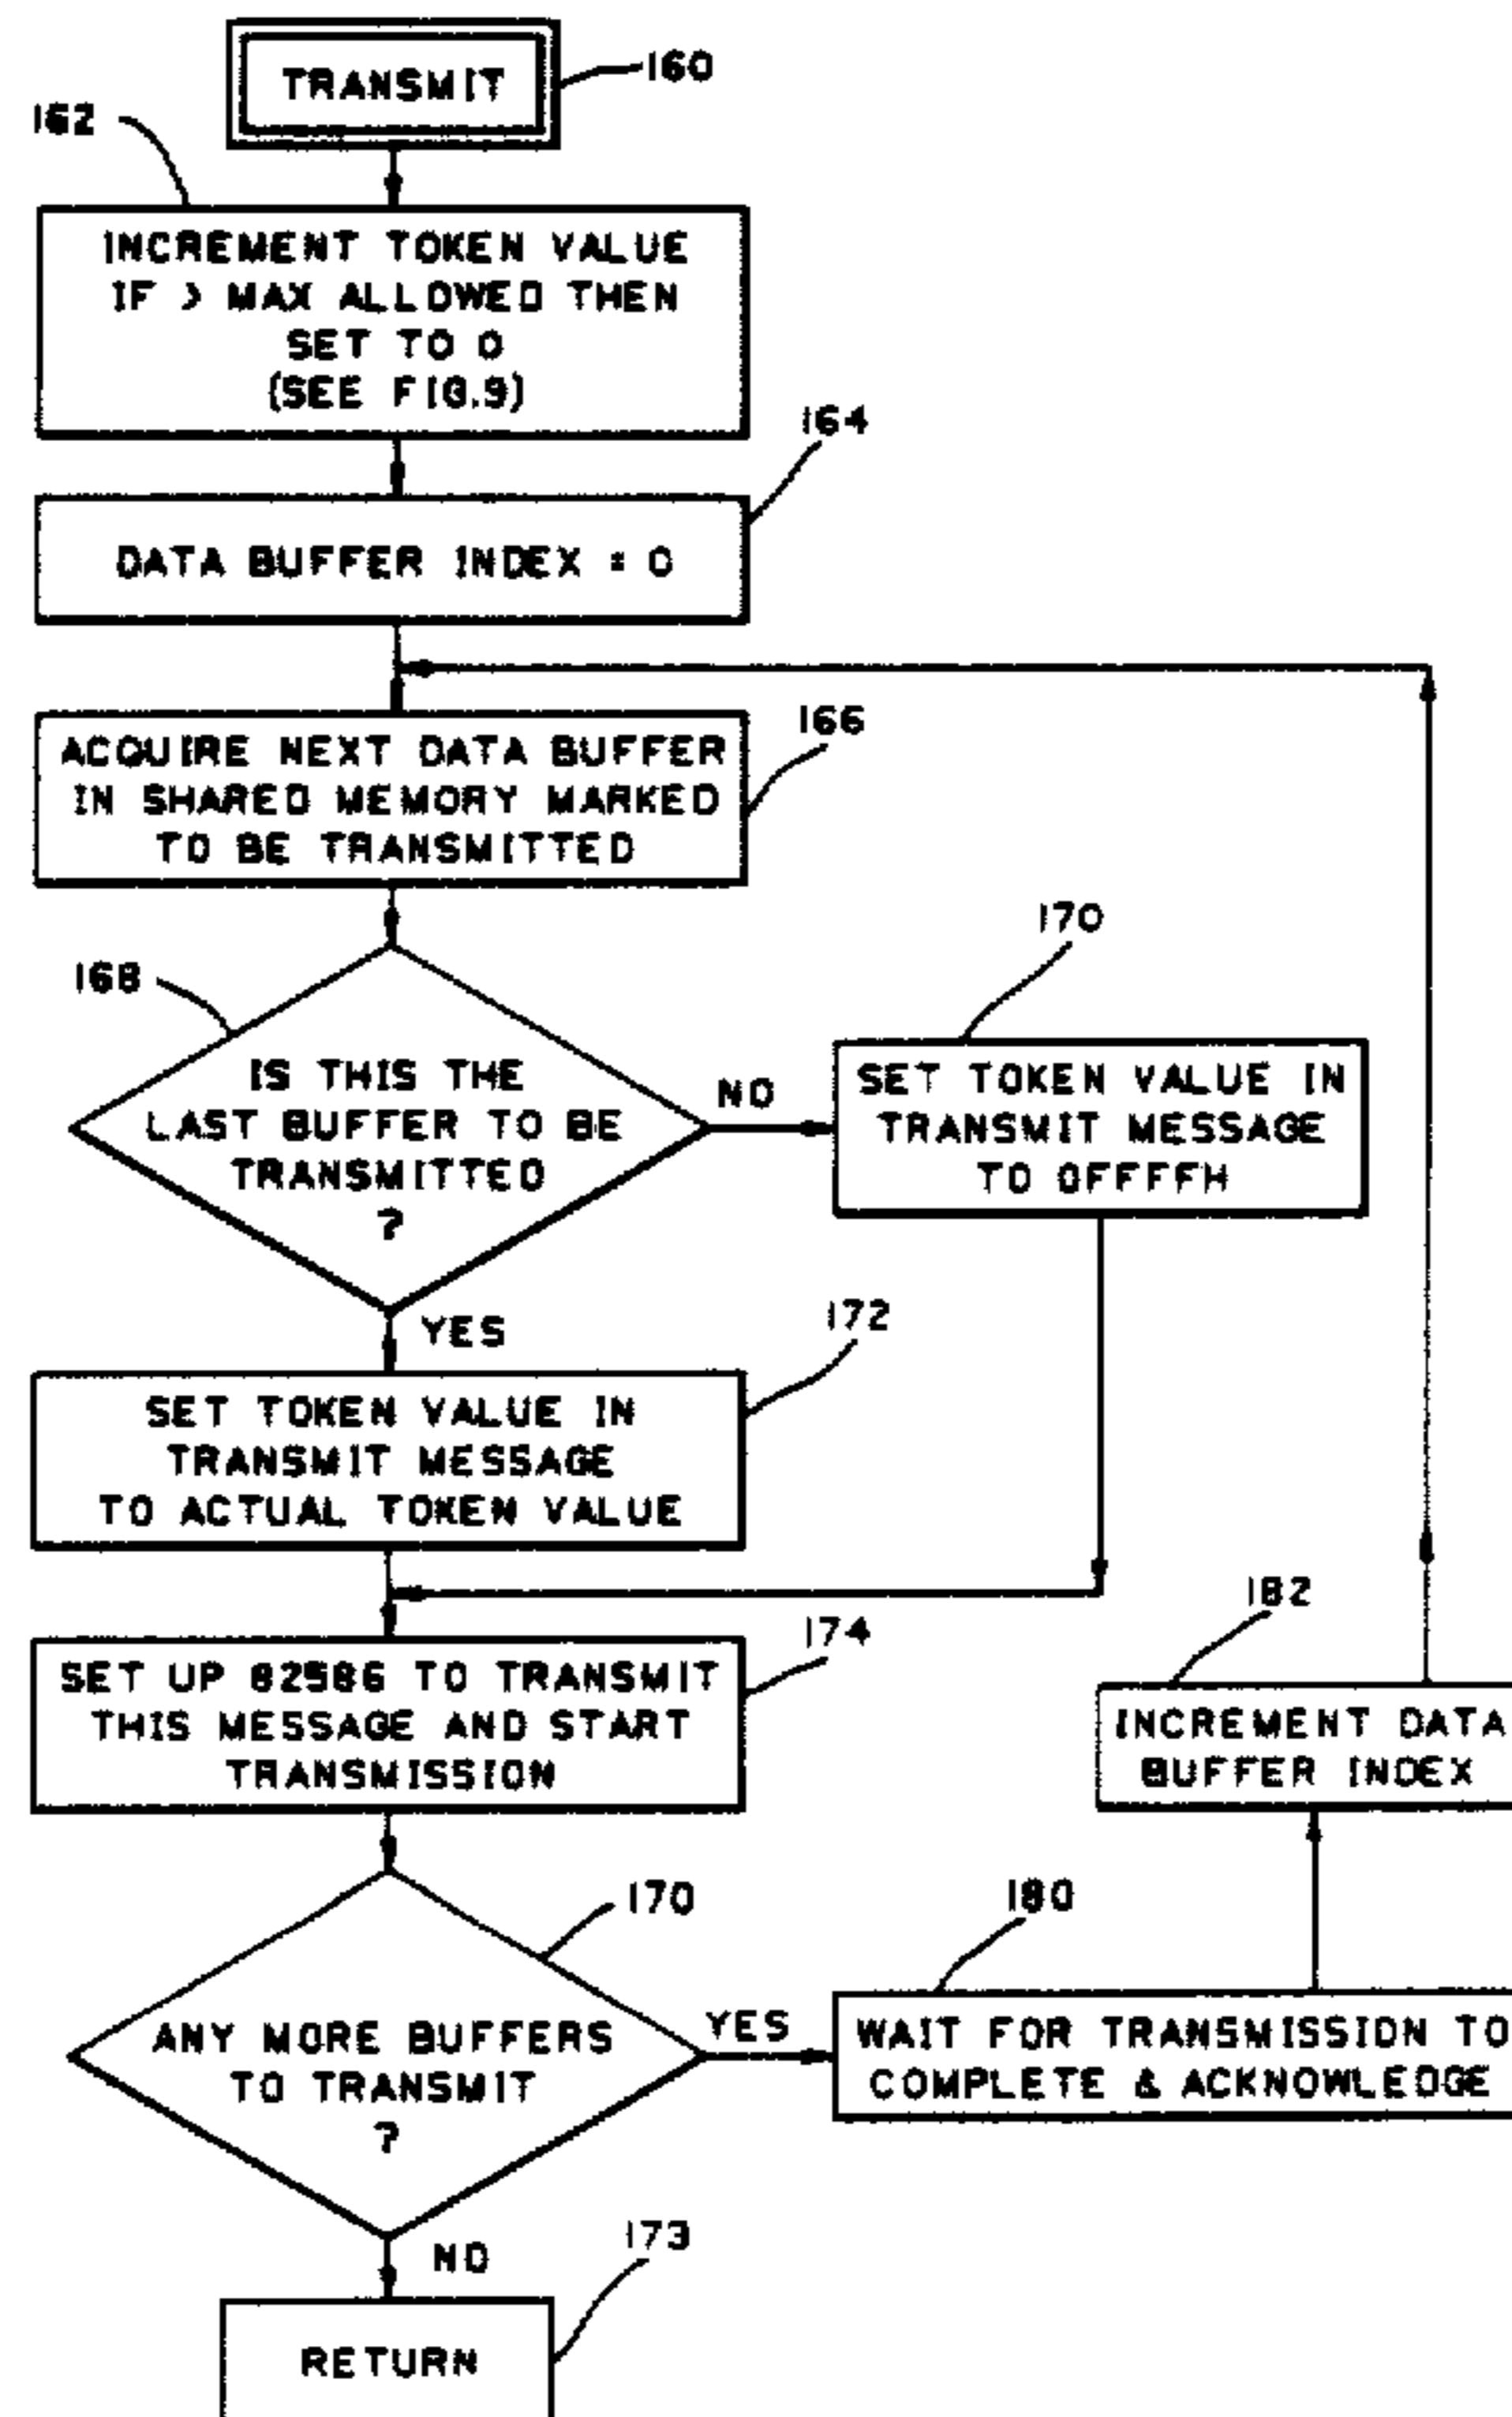 TRANSMIT
160
162
INCREMENT TOKEN VALUE
IF > MAX ALLOWED THEN
SET TO 0
(SEE FIG.9)
164
DATA BUFFER INDEX = 0
166
ACQUIRE NEXT DATA BUFFER
IN SHARED MEMORY MARKED
TO BE TRANSMITTED
168
IS THIS THE
LAST BUFFER TO BE
TRANSMITTED
?
NO
170
SET TOKEN VALUE IN
TRANSMIT MESSAGE
TO 0FFFFH
YES
172
SET TOKEN VALUE IN
TRANSMIT MESSAGE
TO ACTUAL TOKEN VALUE
174
SET UP 82586 TO TRANSMIT
THIS MESSAGE AND START
TRANSMISSION
182
INCREMENT DATA
BUFFER INDEX
170
ANY MORE BUFFERS
TO TRANSMIT
?
YES
180
WAIT FOR TRANSMISSION TO
COMPLETE & ACKNOWLEDGE
NO
173
RETURN